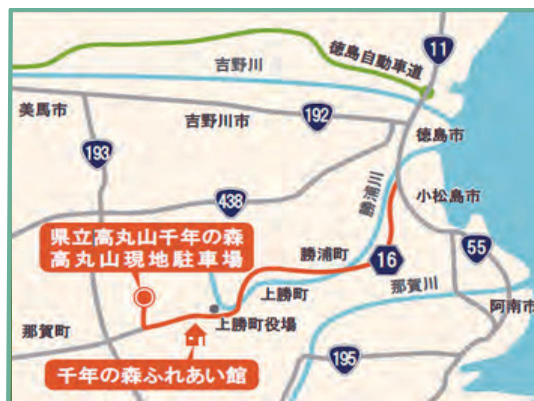 11
徳島自動車道
吉野川
美馬市
吉野川市
192
徳島市
193
小松島市
438
県立高丸山千年の森
高丸山現地駐車場
勝浦町
16
55
上勝町
那賀川
阿南市
上勝町役場
那賀町
千年の森ふれあい館
195